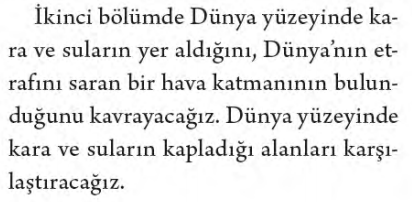 İkinci bölümde Dünya yüzeyinde ka-
ra ve suların yer aldığını, Dünya’nın et-
rafını saran bir hava katmanının bulun-
duğunu kavrayacağız. Dünya yüzeyinde
kara ve suların kapladığı alanları karşı-
laştıracağız.